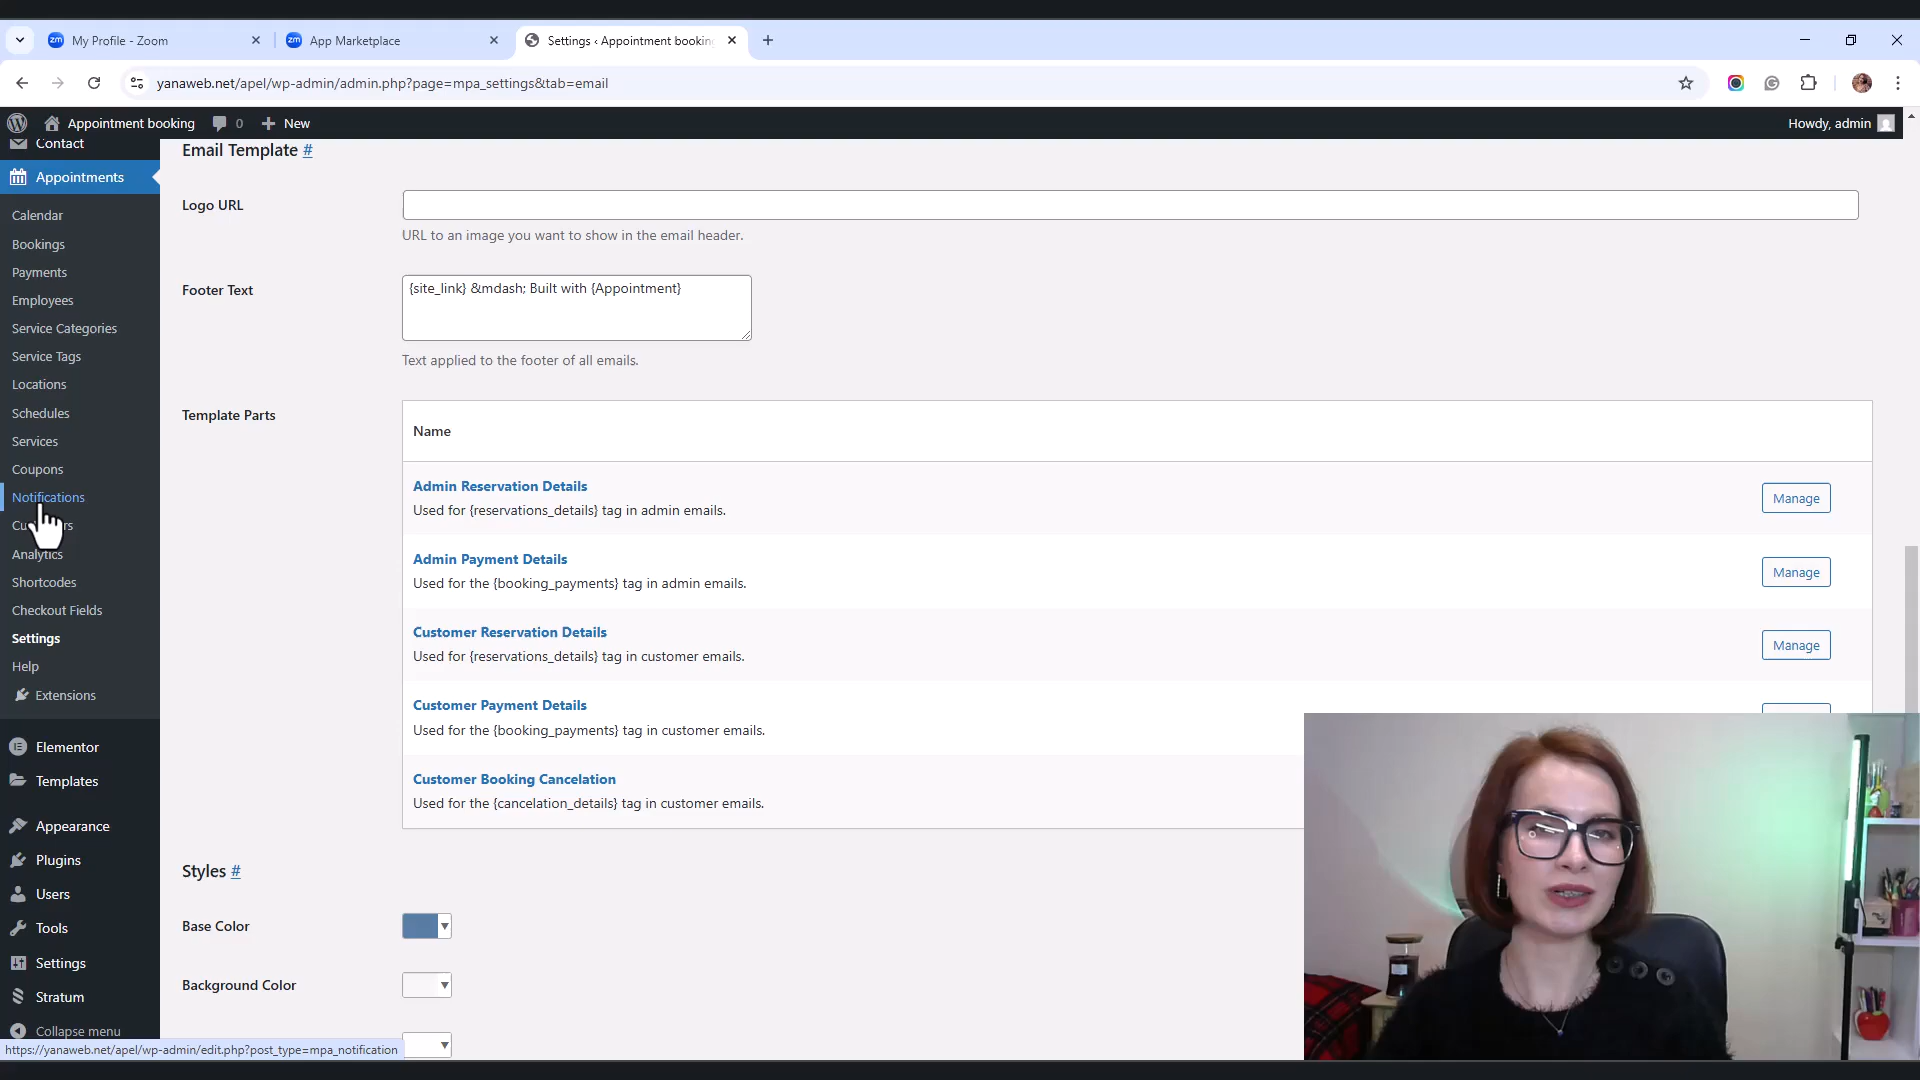 zm My Profile - Zoom
zm App Marketplace
Settings ‹ Appointment booking
yanaweb.net/apel/wp-admin/admin.php?page=mpa_settings&tab=email
Appointment booking 0 New
Howdy, admin
Contact
Appointments
Calendar
Bookings
Payments
Employees
Service Categories
Service Tags
Locations
Schedules
Services
Coupons
Notifications
Analytics
Shortcodes
Checkout Fields
Settings
Help
Extensions
Elementor
Templates
Appearance
Plugins
Users
Tools
Settings
Stratum
Collapse menu
https://yanaweb.net/apel/wp-admin/edit.php?post_type=mpa_notification
Email Template #
Logo URL
URL to an image you want to show in the email header.
Footer Text
{site_link} &mdash; Built with {Appointment}
Text applied to the footer of all emails.
Template Parts
Name
Admin Reservation Details
Used for {reservations_details} tag in admin emails.
Manage
Admin Payment Details
Used for the {booking_payments} tag in admin emails.
Manage
Customer Reservation Details
Used for {reservations_details} tag in customer emails.
Manage
Customer Payment Details
Used for the {booking_payments} tag in customer emails.
Customer Booking Cancelation
Used for the {cancelation_details} tag in customer emails.
Styles #
Base Color
Background Color